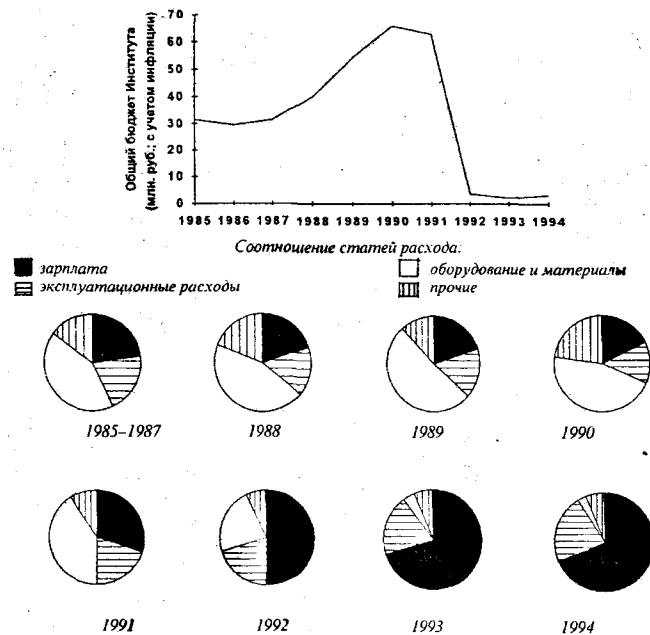 Общий бюджет Института
(млн. руб.; с учетом инфляции)
70
60
50
40
30
20
10
0
1985 1986 1987 1988 1989 1990 1991 1992 1993 1994
Соотношение статей расхода:
зарплата
оборудование и материалы
эксплуатационные расходы
прочие
1985–1987 1988 1989 1990
1991 1992 1993 1994